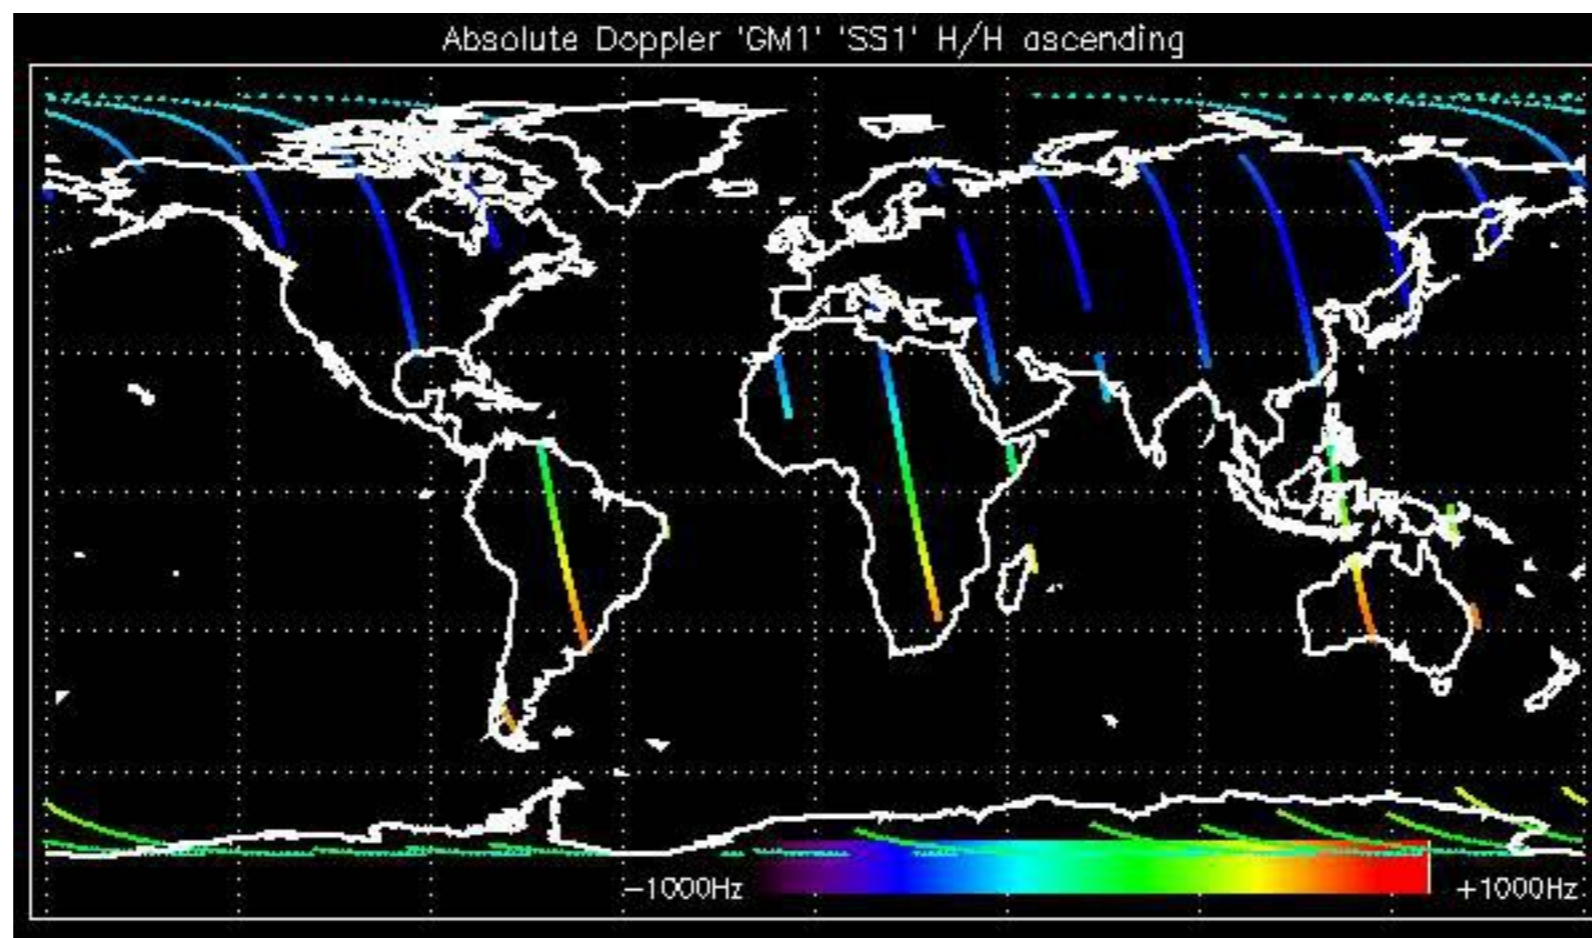 Absolute Doppler 'GM1' 'SS1' H/H ascending
-1000Hz
+1000Hz